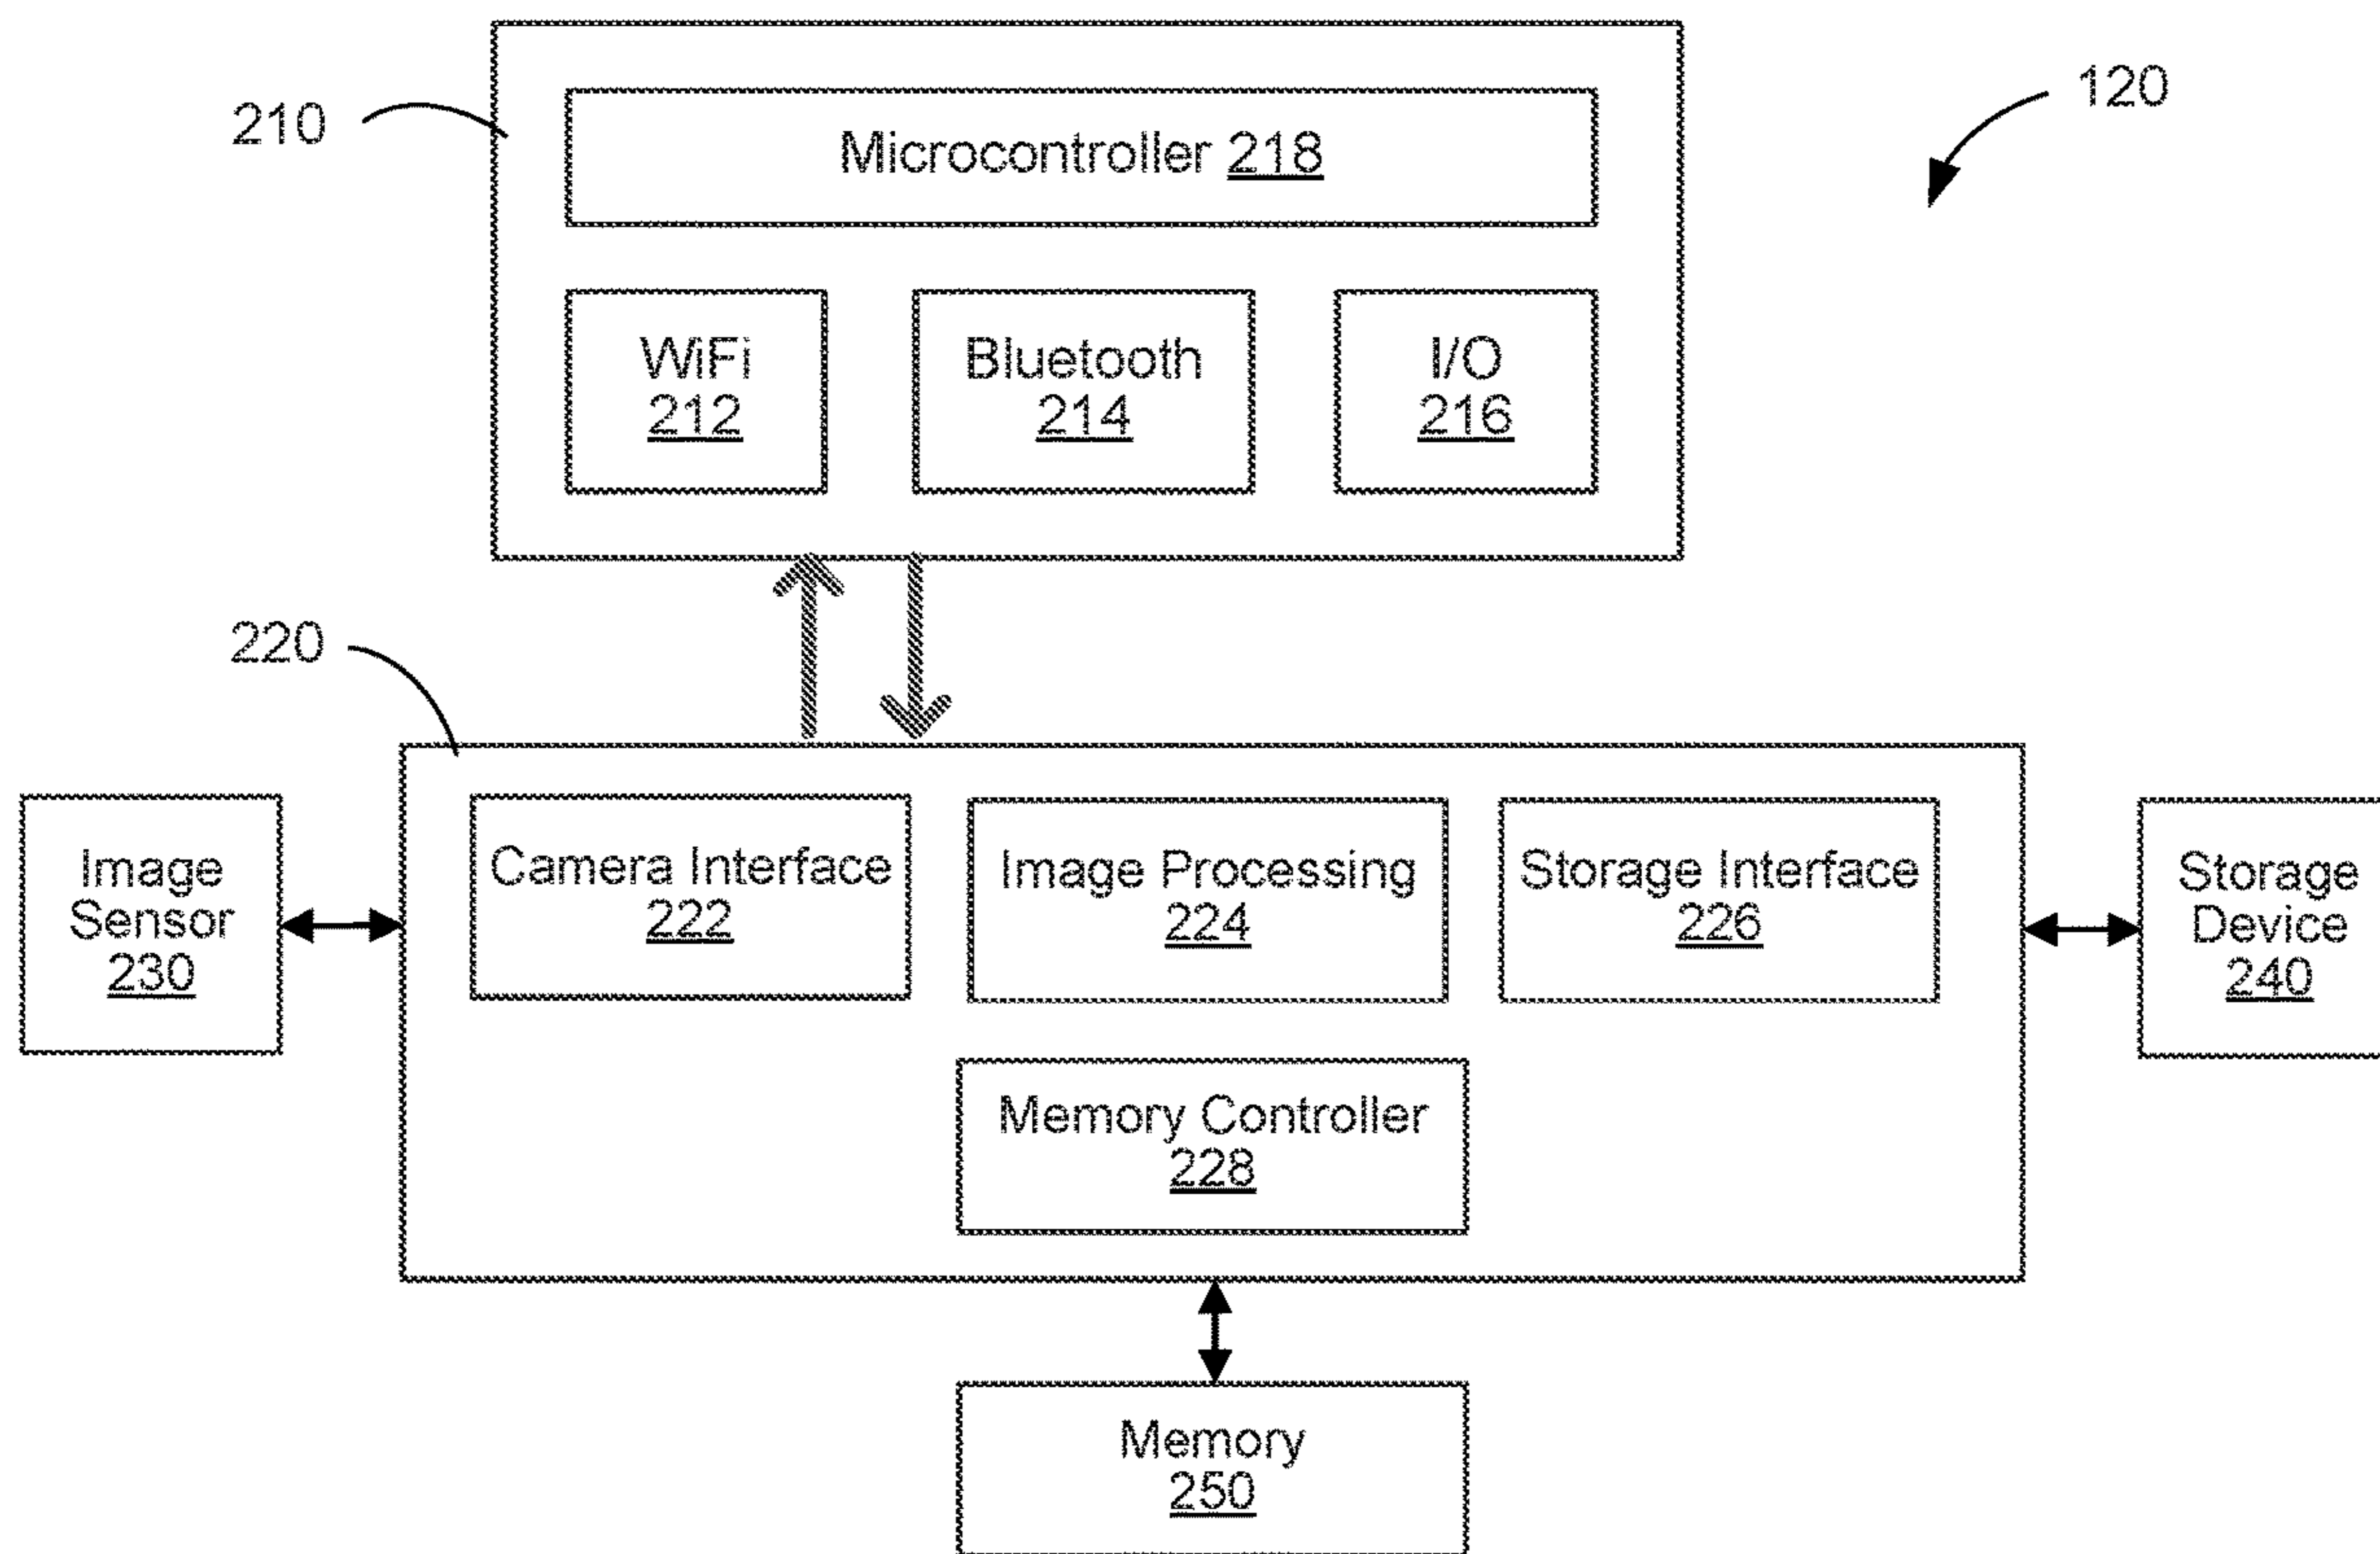 120
210
Microcontroller 218
WiFi
212
Bluetooth
214
I/O
216
220
Image
Sensor
230
Camera Interface
222
Image Processing
224
Storage Interface
226
Storage
Device
240
Memory Controller
228
Memory
250